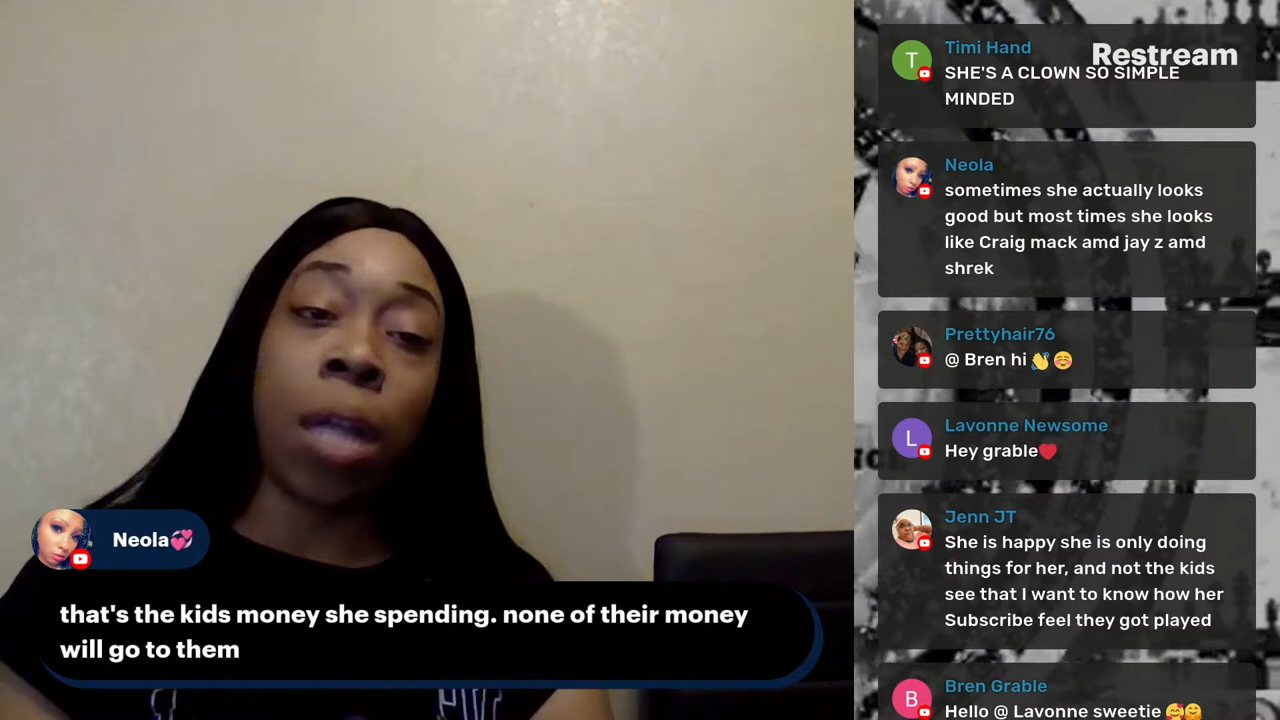 Restream
T
Timi Hand
SHE'S A CLOWN SO SIMPLE
MINDED
Neola
sometimes she actually looks
good but most times she looks
like Craig mack amd jay z amd
shrek
Prettyhair76
@ Bren hi 👋 ☺️
L
Lavonne Newsome
Hey grable❤️
Jenn JT
She is happy she is only doing
things for her, and not the kids
see that I want to know how her
Subscribe feel they got played
B
Bren Grable
Hello @ Lavonne sweetie 🥰🤗
Neola💞
that's the kids money she spending. none of their money
will go to them